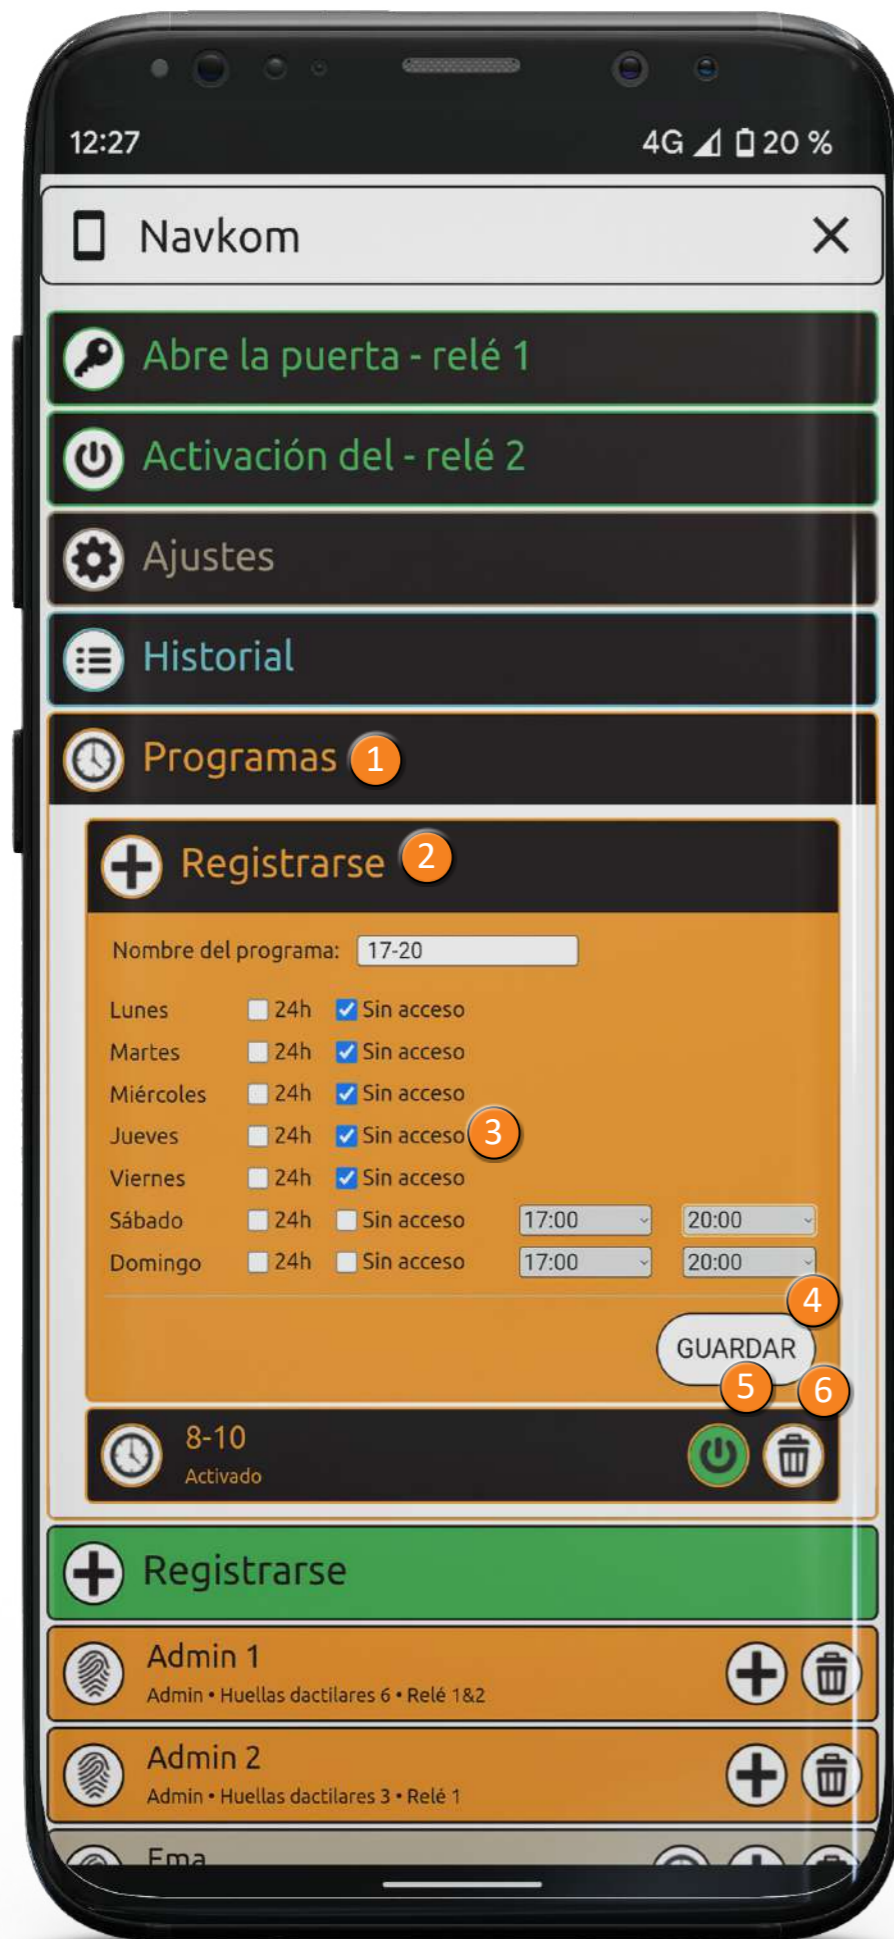 12:27 4G 20 %
Navkom
Abre la puerta - relé 1
Activación del - relé 2
Ajustes
Historial
Programas 1
Registrarse 2
Nombre del programa: 17-20
Lunes 24h Sin acceso
Martes 24h Sin acceso
Miércoles 24h Sin acceso
Jueves 24h Sin acceso 3
Viernes 24h Sin acceso
Sábado 24h Sin acceso 17:00 20:00
Domingo 24h Sin acceso 17:00 20:00
4
GUARDAR
5 6
8-10
Activado
Registrarse
Admin 1
Admin • Huellas dactilares 6 • Relé 1&2
Admin 2
Admin • Huellas dactilares 3 • Relé 1
Ema